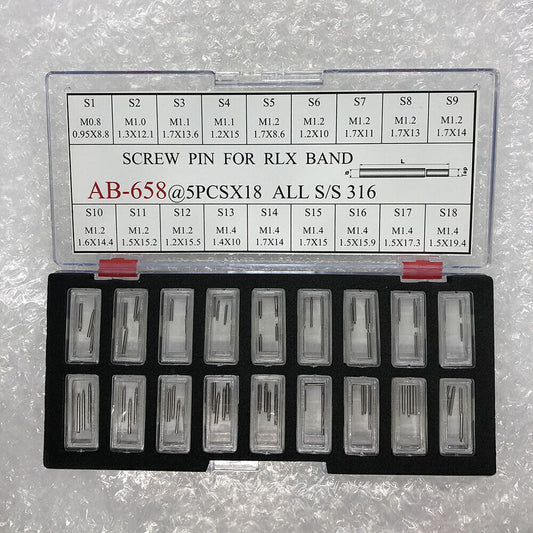 S1 S2 S3 S4 S5 S6 S7 S8 S9
M0.8 M1.0 M1.1 M1.1 M1.2 M1.2 M1.2 M1.2 M1.2
0.95X8.8 1.3X12.1 1.7X13.6 1.2X15 1.7X8.6 1.2X10 1.7X11 1.7X13 1.7X14
SCREW PIN FOR RLX BAND
L
AB-658@5PCSX18 ALL S/S 316
S10 S11 S12 S13 S14 S15 S16 S17 S18
M1.2 M1.2 M1.2 M1.4 M1.4 M1.4 M1.4 M1.4 M1.4
1.6X14.4 1.5X15.2 1.2X15.5 1.4X10 1.7X14 1.7X15 1.5X15.9 1.5X17.3 1.5X19.4